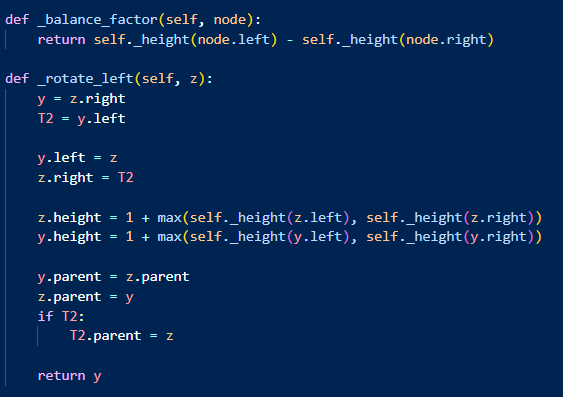 def _balance_factor(self, node):
    return self._height(node.left) - self._height(node.right)
def _rotate_left(self, z):
    y = z.right
    T2 = y.left
    y.left = z
    z.right = T2
    z.height = 1 + max(self._height(z.left), self._height(z.right))
    y.height = 1 + max(self._height(y.left), self._height(y.right))
    y.parent = z.parent
    z.parent = y
    if T2:
        T2.parent = z
    return y